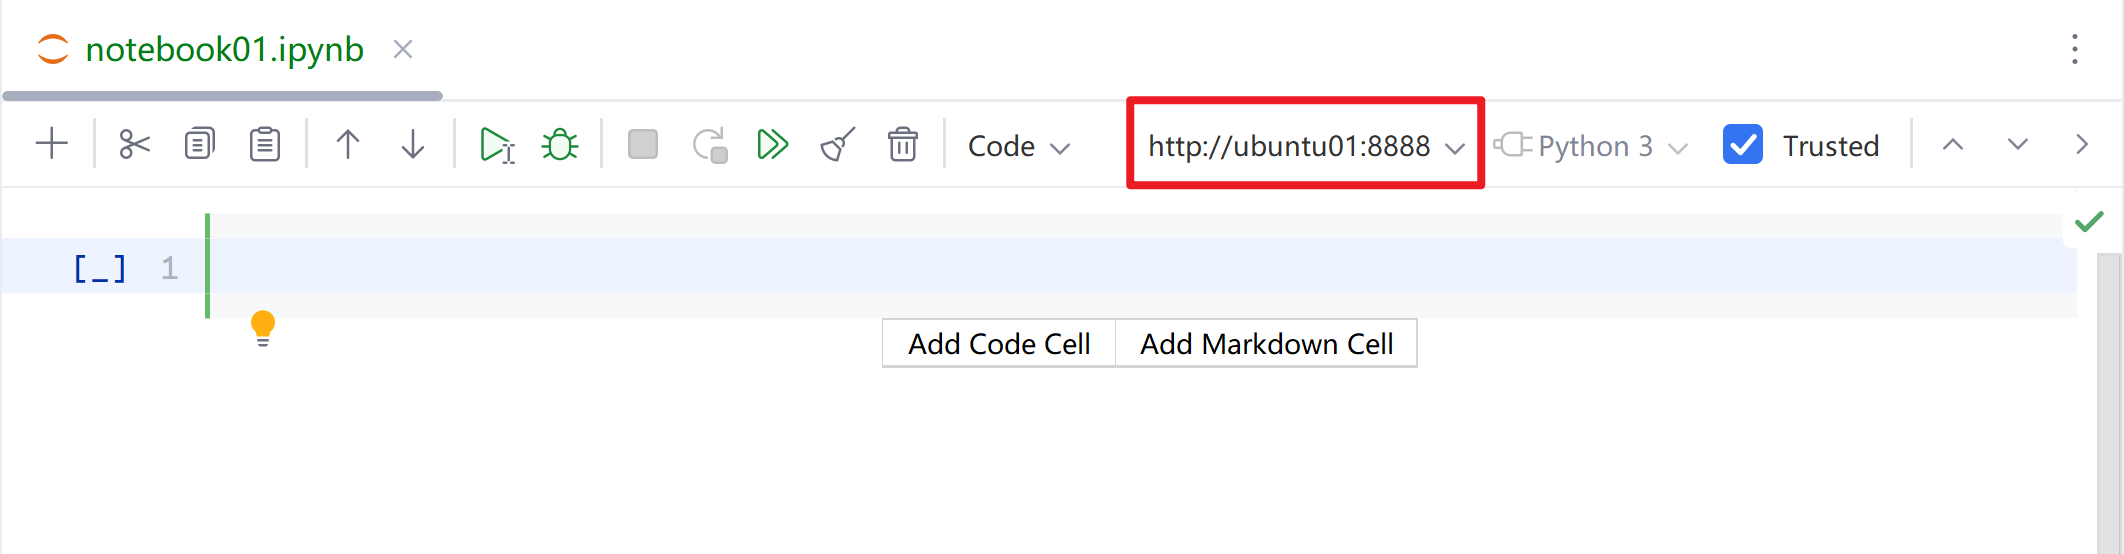 notebook01.ipynb
Code http://ubuntu01:8888 Python 3 Trusted
[_] 1
Add Code Cell Add Markdown Cell